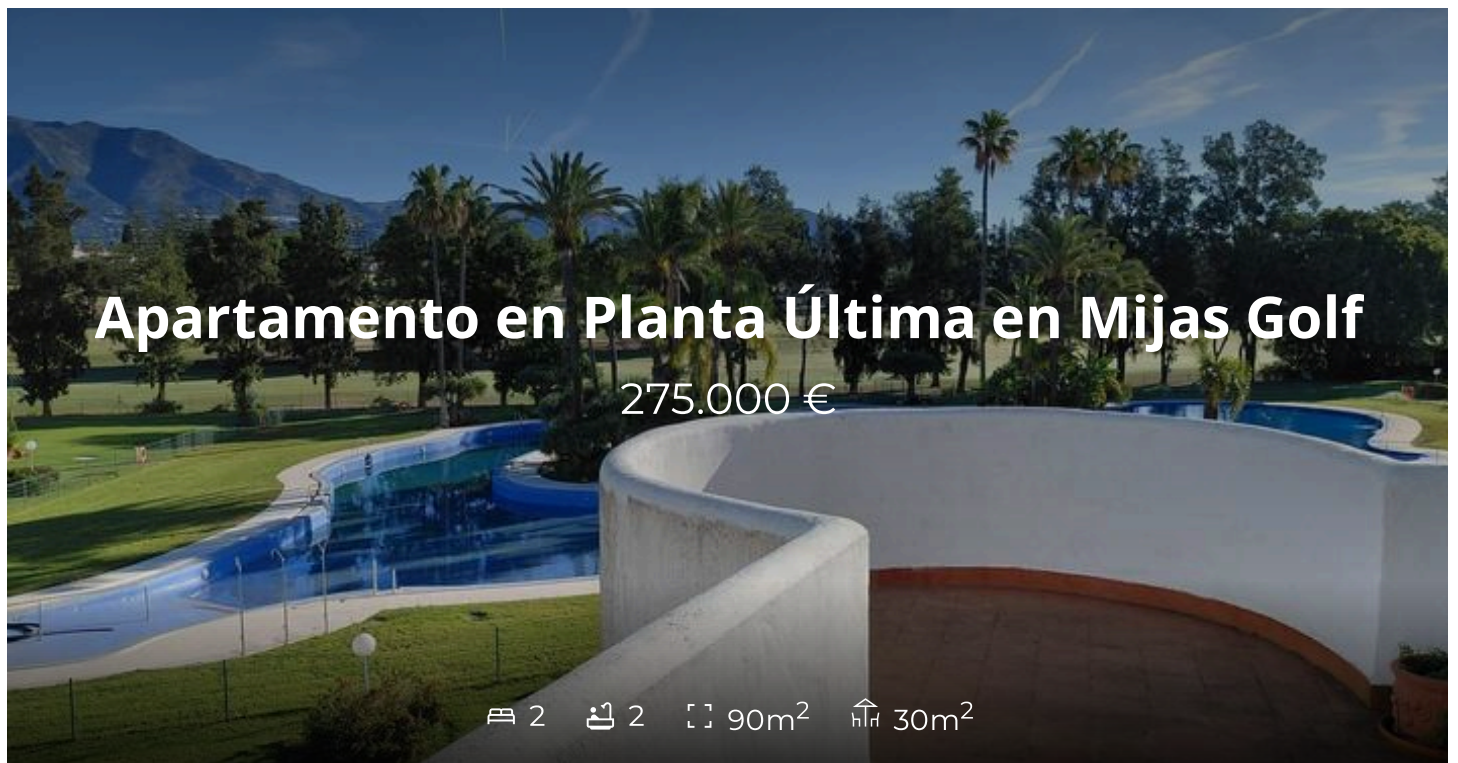 Apartamento en Planta Última en Mijas Golf
275.000 €
2 2 90m² 30m²